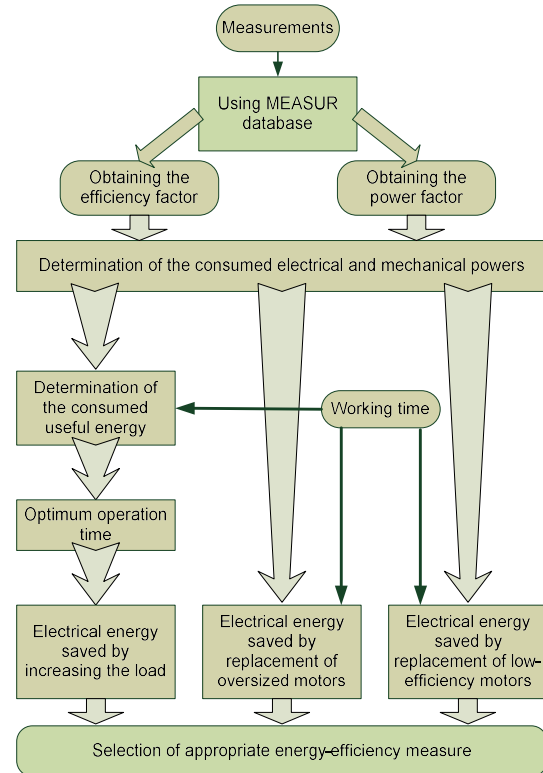 Measurements
Using MEASUR
database
Obtaining the
efficiency factor
Obtaining the
power factor
Determination of the consumed electrical and mechanical powers
Determination of
the consumed
useful energy
Working time
Optimum operation
time
Electrical energy
saved by
increasing the load
Electrical energy
saved by
replacement of
oversized motors
Electrical energy
saved by
replacement of low-
efficiency motors
Selection of appropriate energy-efficiency measure